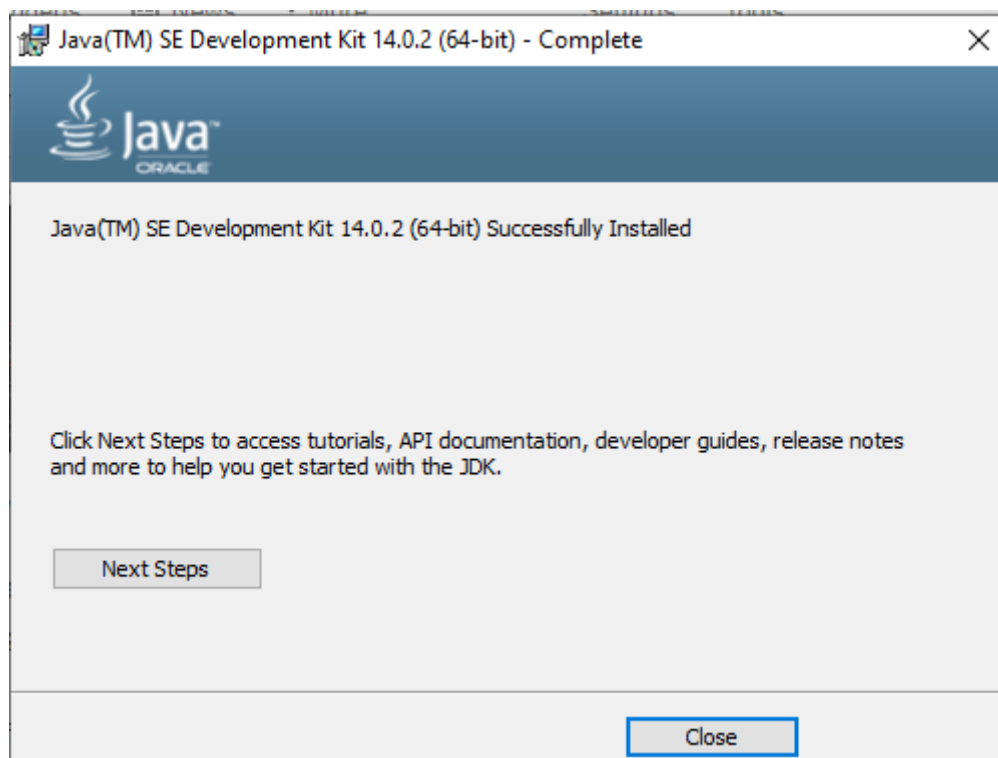 Java(TM) SE Development Kit 14.0.2 (64-bit) - Complete
Java™
ORACLE
Java(TM) SE Development Kit 14.0.2 (64-bit) Successfully Installed
Click Next Steps to access tutorials, API documentation, developer guides, release notes
and more to help you get started with the JDK.
Next Steps
Close